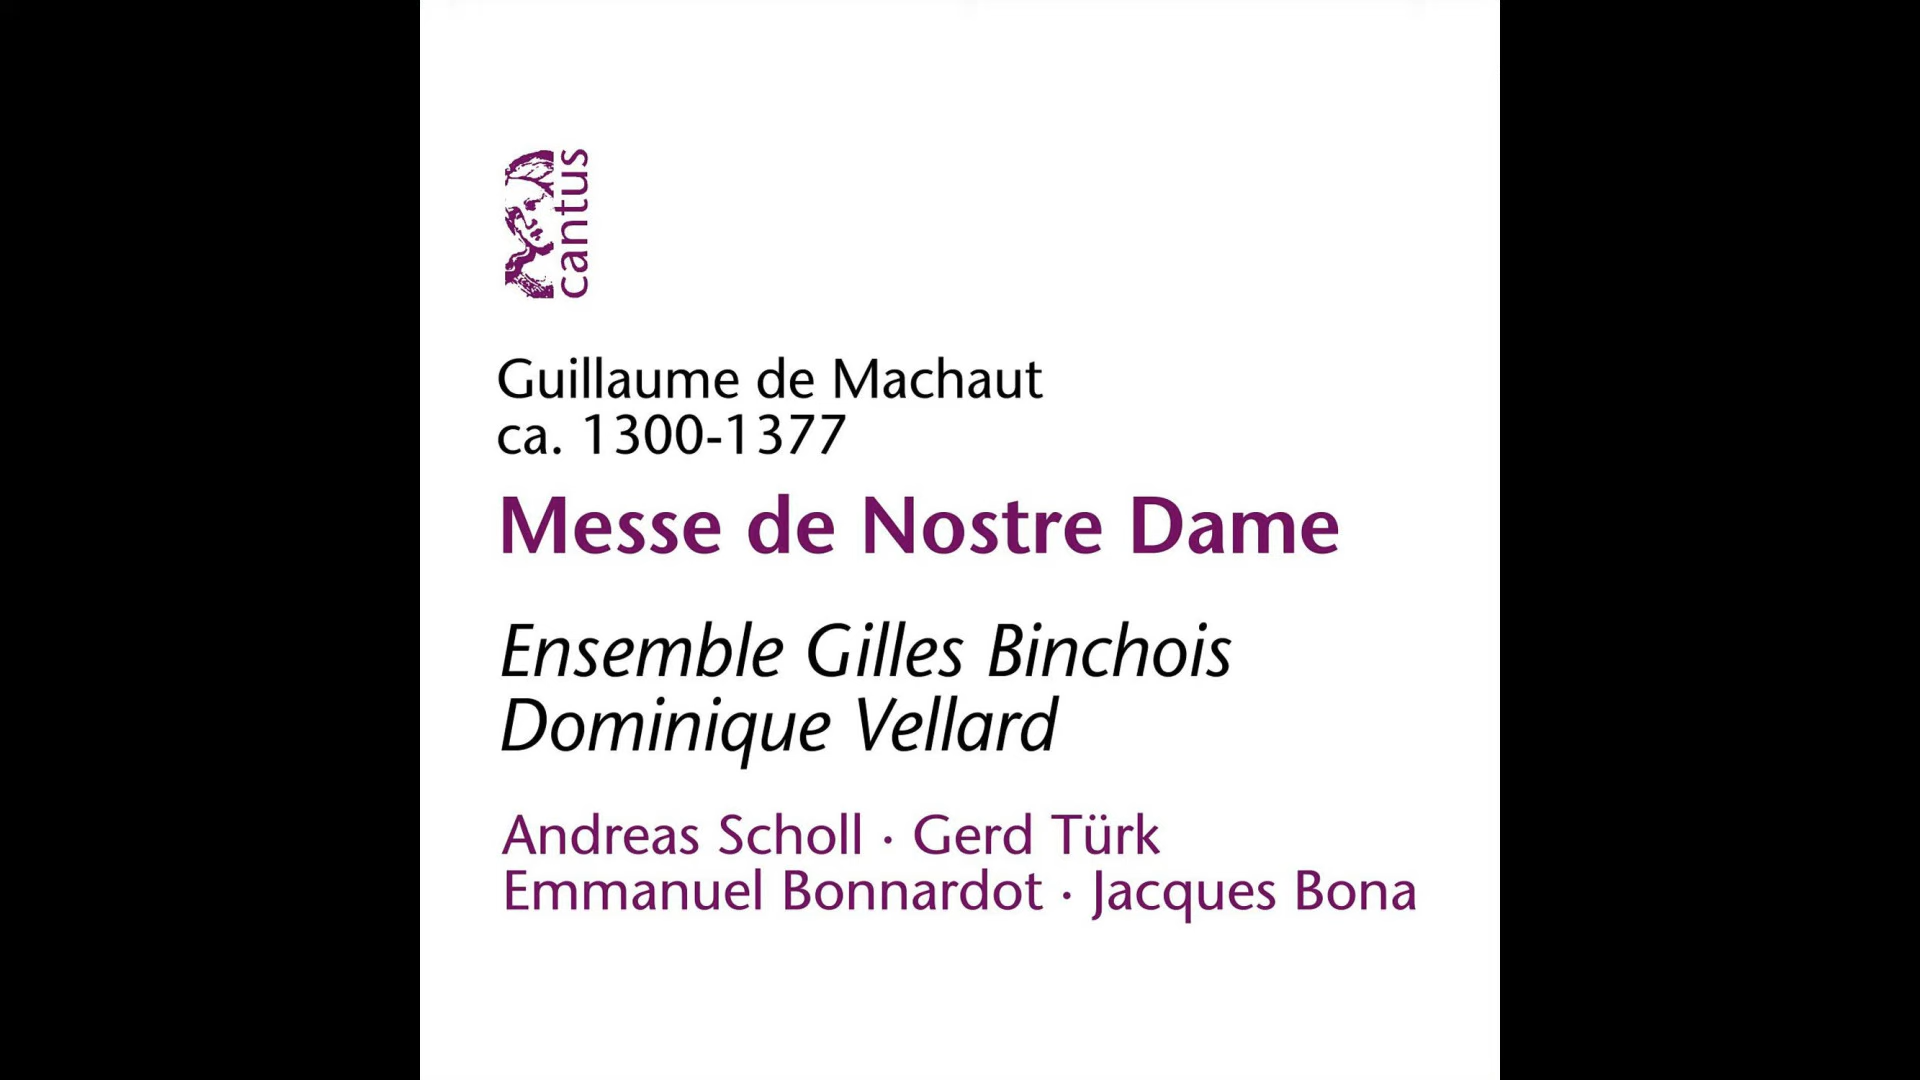 cantus
Guillaume de Machaut
ca. 1300-1377
Messe de Nostre Dame
Ensemble Gilles Binchois
Dominique Vellard
Andreas Scholl · Gerd Türk
Emmanuel Bonnardot · Jacques Bona